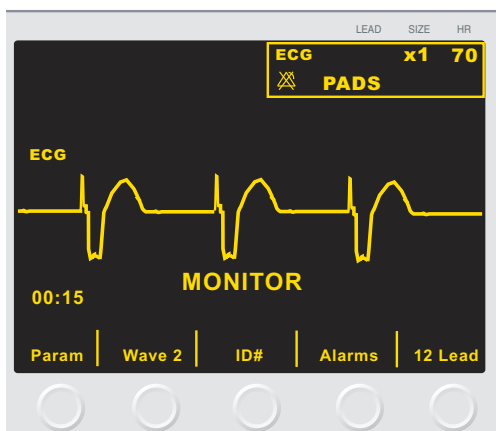 LEAD SIZE HR
ECG x1 70
PADS
ECG
MONITOR
00:15
Param Wave 2 ID# Alarms 12 Lead